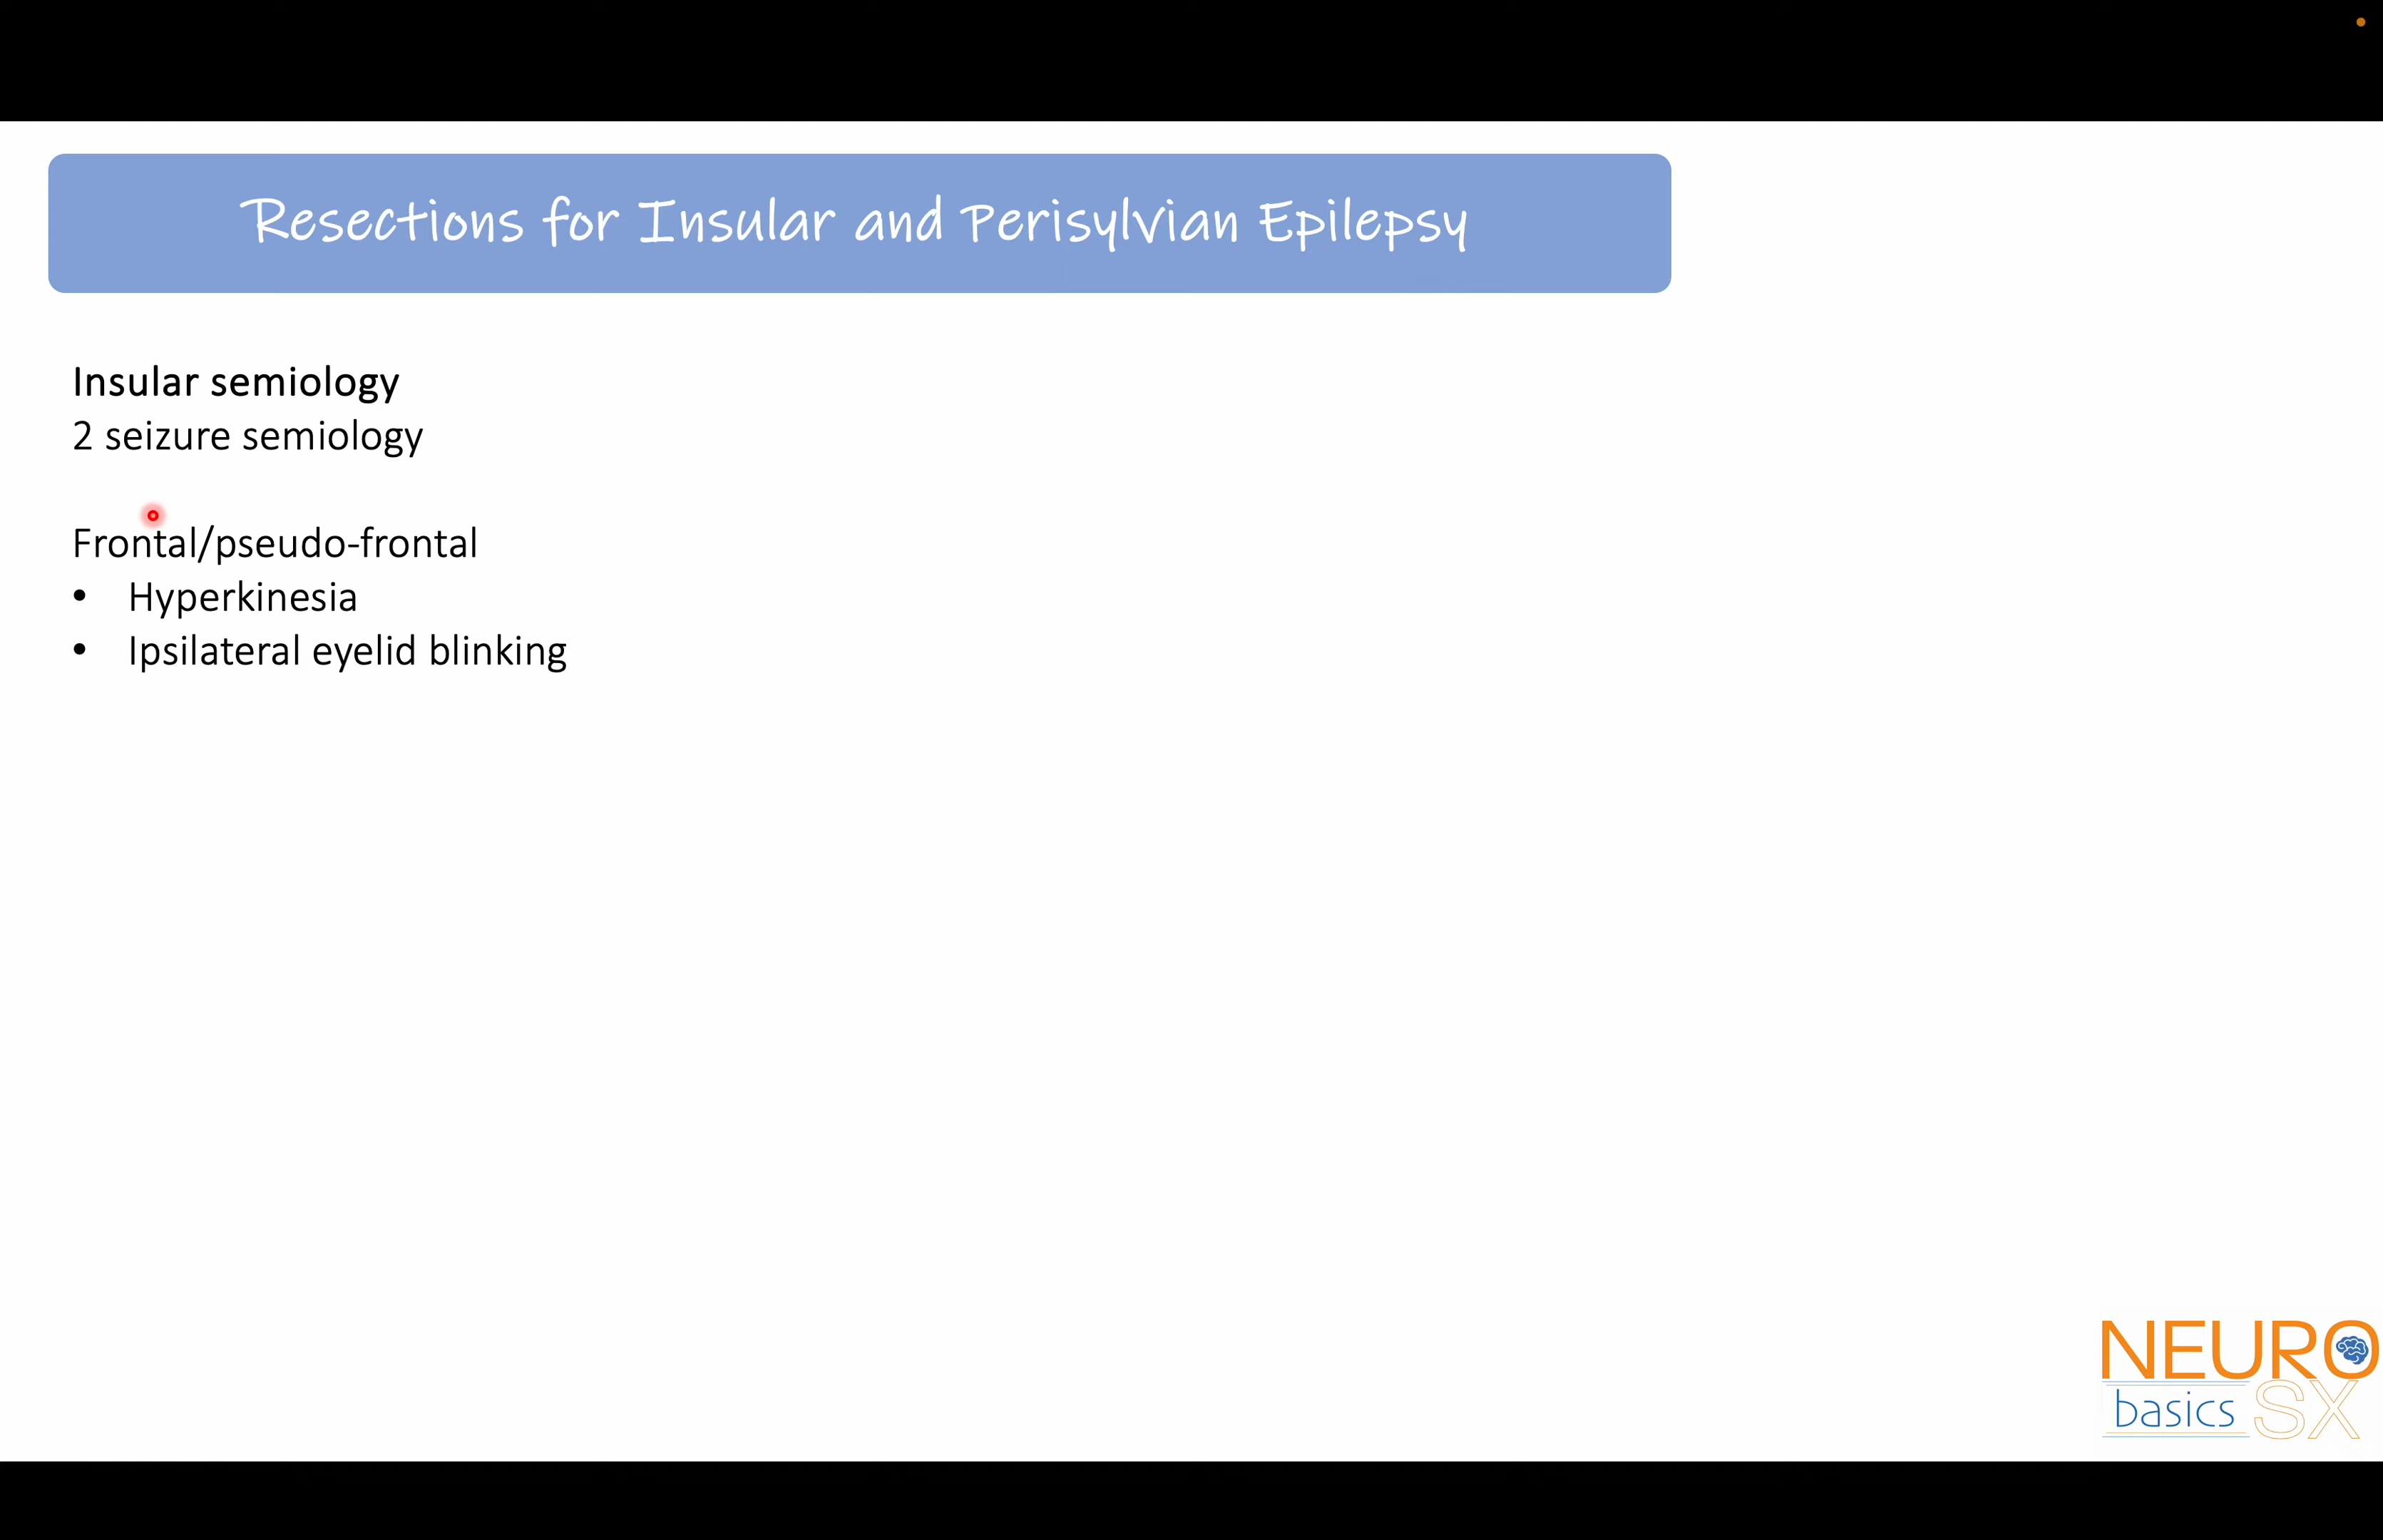 Resections for Insular and Perisylvian Epilepsy
Insular semiology
2 seizure semiology
Frontal/pseudo-frontal
• Hyperkinesia
• Ipsilateral eyelid blinking
NEURO
basics SX